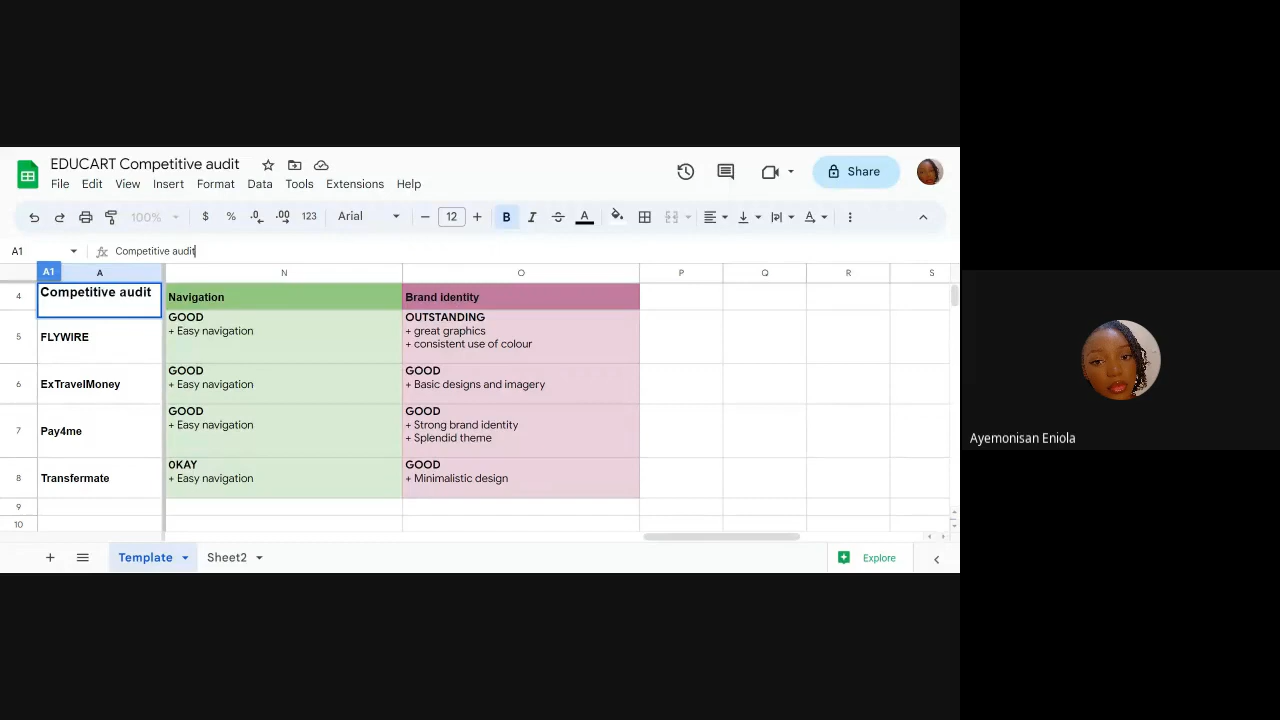 EDUCART Competitive audit
File Edit View Insert Format Data Tools Extensions Help
Share
100% $ % .0 .00 123 Arial 12 B I S A A
A1 fx Competitive audit
A1 A N O P Q R S
4 Competitive audit Navigation Brand identity
5 FLYWIRE
GOOD
+ Easy navigation
OUTSTANDING
+ great graphics
+ consistent use of colour
6 ExTravelMoney
GOOD
+ Easy navigation
GOOD
+ Basic designs and imagery
7 Pay4me
GOOD
+ Easy navigation
GOOD
+ Strong brand identity
+ Splendid theme
8 Transfermate
0KAY
+ Easy navigation
GOOD
+ Minimalistic design
9
10
Template Sheet2 Explore
Ayemonisan Eniola